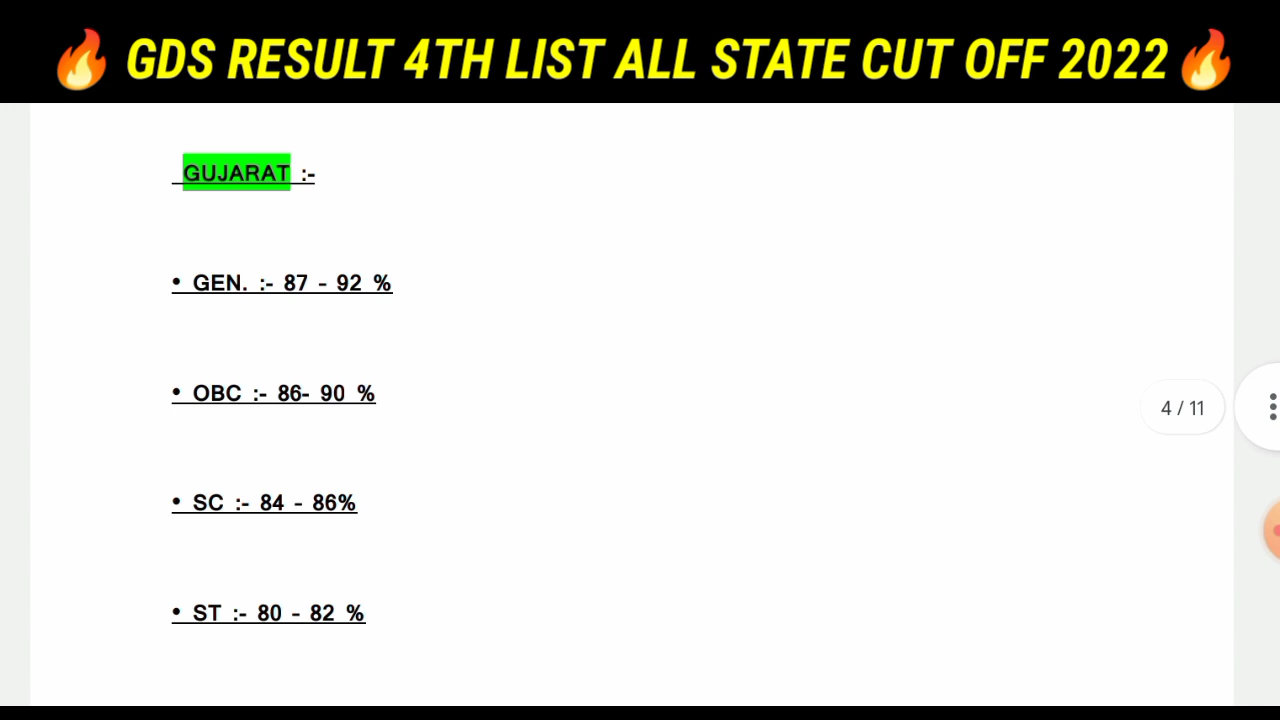 🔥 GDS RESULT 4TH LIST ALL STATE CUT OFF 2022 🔥
GUJARAT :-
• GEN. :- 87 - 92 %
• OBC :- 86- 90 %
4 / 11
• SC :- 84 - 86%
• ST :- 80 - 82 %